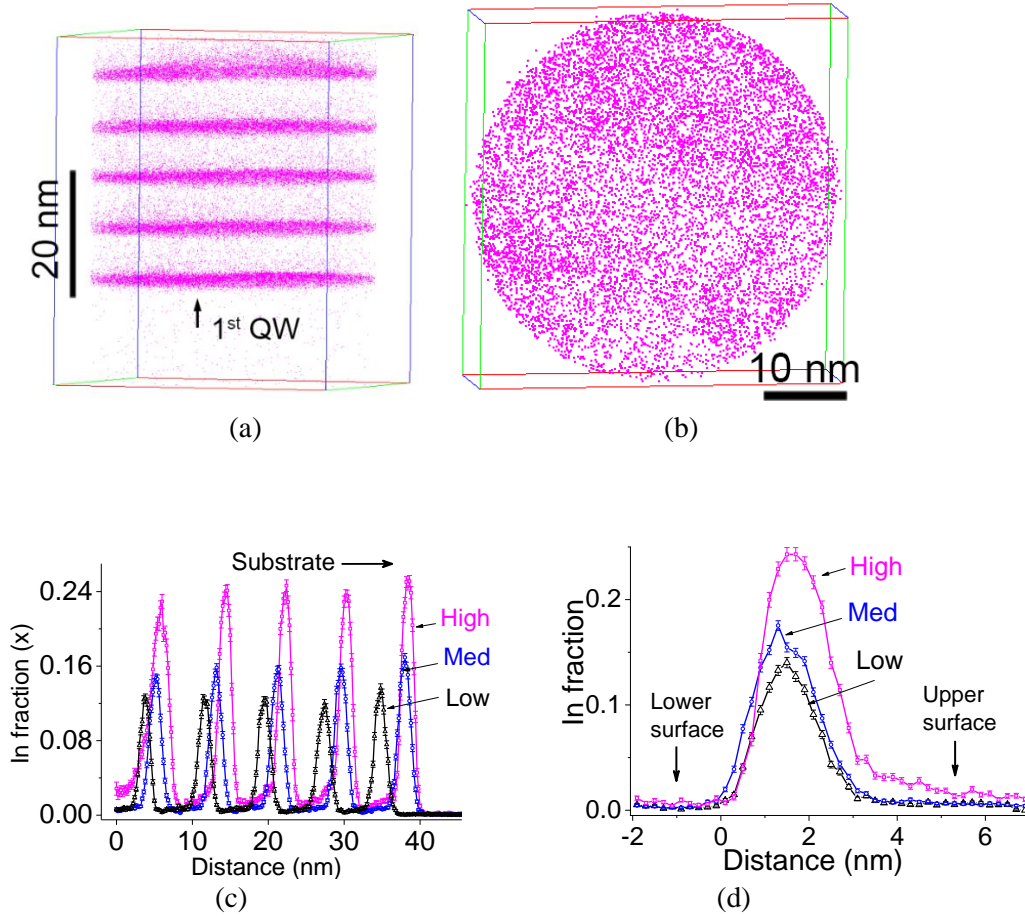 20 nm
1st QW
(a)
10 nm
(b)
In fraction (x)
0.24
0.16
0.08
0.00
Substrate
High
Med
Low
0
10
20
30
40
Distance (nm)
(c)
In fraction
0.2
0.1
0.0
High
Med
Low
Lower
surface
Upper
surface
-2
0
2
4
6
Distance (nm)
(d)